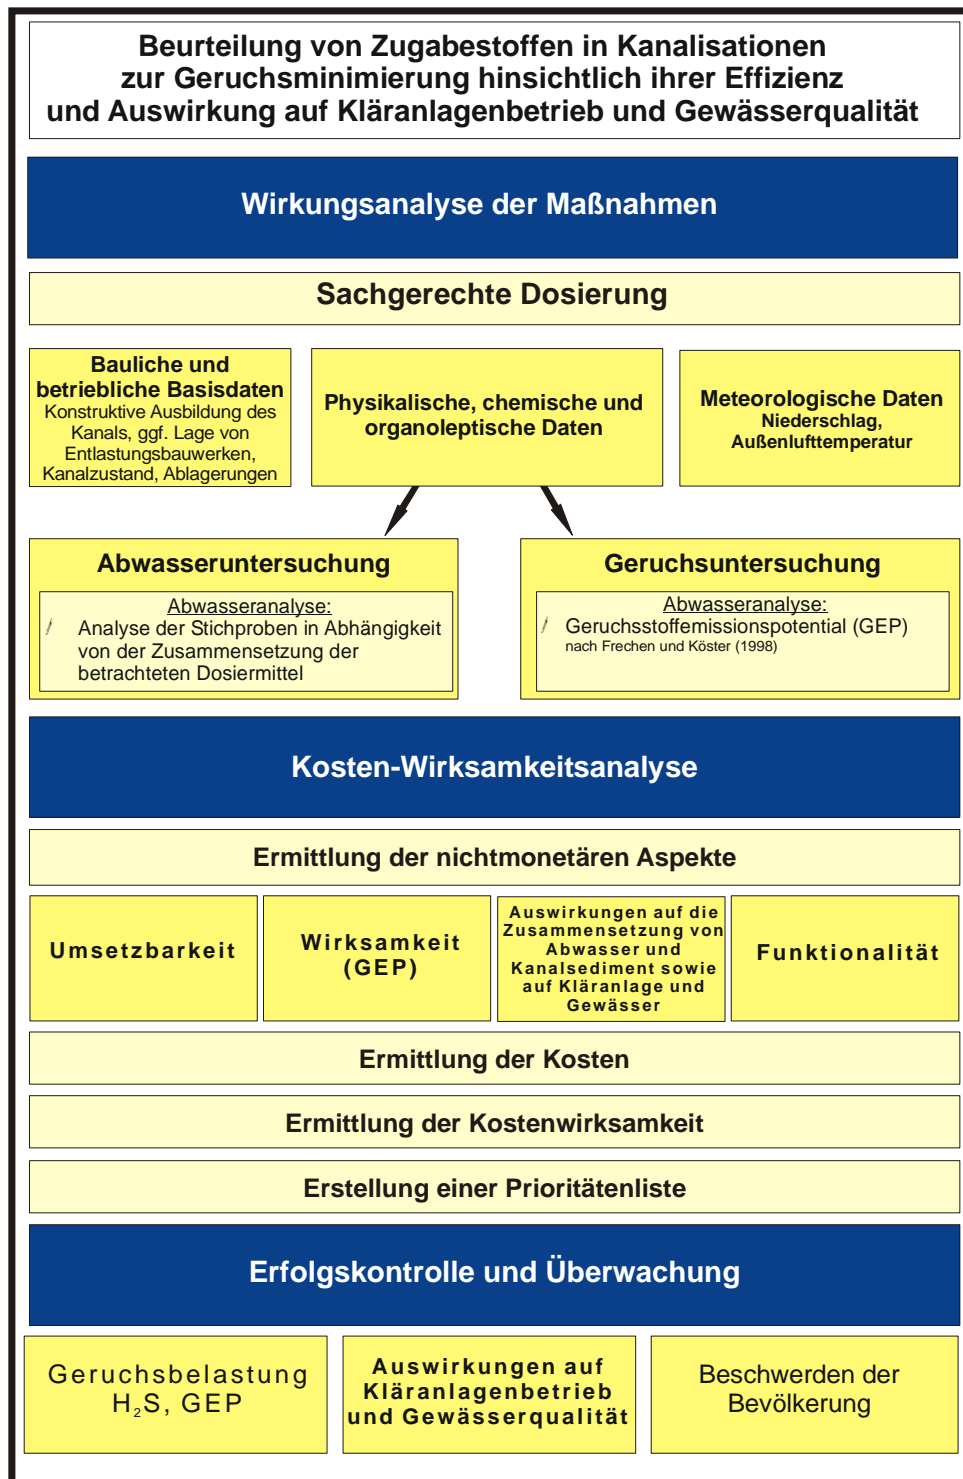 Beurteilung von Zugabestoffen in Kanalisationen
zur Geruchsminimierung hinsichtlich ihrer Effizienz
und Auswirkung auf Kläranlagenbetrieb und Gewässerqualität
Wirkungsanalyse der Maßnahmen
Sachgerechte Dosierung
Bauliche und
betriebliche Basisdaten
Konstruktive Ausbildung des
Kanals, ggf. Lage von
Entlastungsbauwerken,
Kanalzustand, Ablagerungen
Physikalische, chemische und
organoleptische Daten
Meteorologische Daten
Niederschlag,
Außenlufttemperatur
Abwasseruntersuchung
Abwasseranalyse:
Analyse der Stichproben in Abhängigkeit
von der Zusammensetzung der
betrachteten Dosiermittel
Geruchsuntersuchung
Abwasseranalyse:
Geruchsstoffemissionspotential (GEP)
nach Frechen und Köster (1998)
Kosten-Wirksamkeitsanalyse
Ermittlung der nichtmonetären Aspekte
Umsetzbarkeit
Wirksamkeit
(GEP)
Auswirkungen auf die
Zusammensetzung von
Abwasser und
Kanalsediment sowie
auf Kläranlage und
Gewässer
Funktionalität
Ermittlung der Kosten
Ermittlung der Kostenwirksamkeit
Erstellung einer Prioritätenliste
Erfolgskontrolle und Überwachung
Geruchsbelastung
H₂S, GEP
Auswirkungen auf
Kläranlagenbetrieb
und Gewässerqualität
Beschwerden der
Bevölkerung